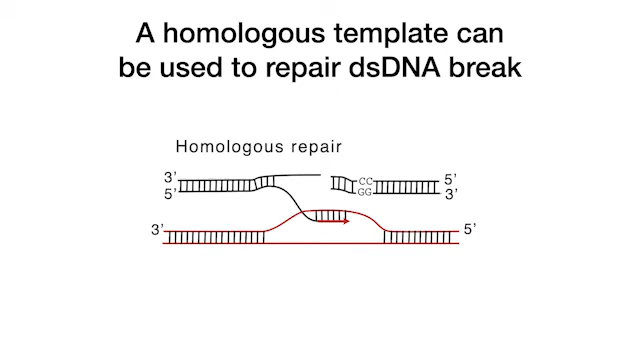 A homologous template can
be used to repair dsDNA break
Homologous repair
3’ CC 5’
5’ GG 3’
3’ 5’